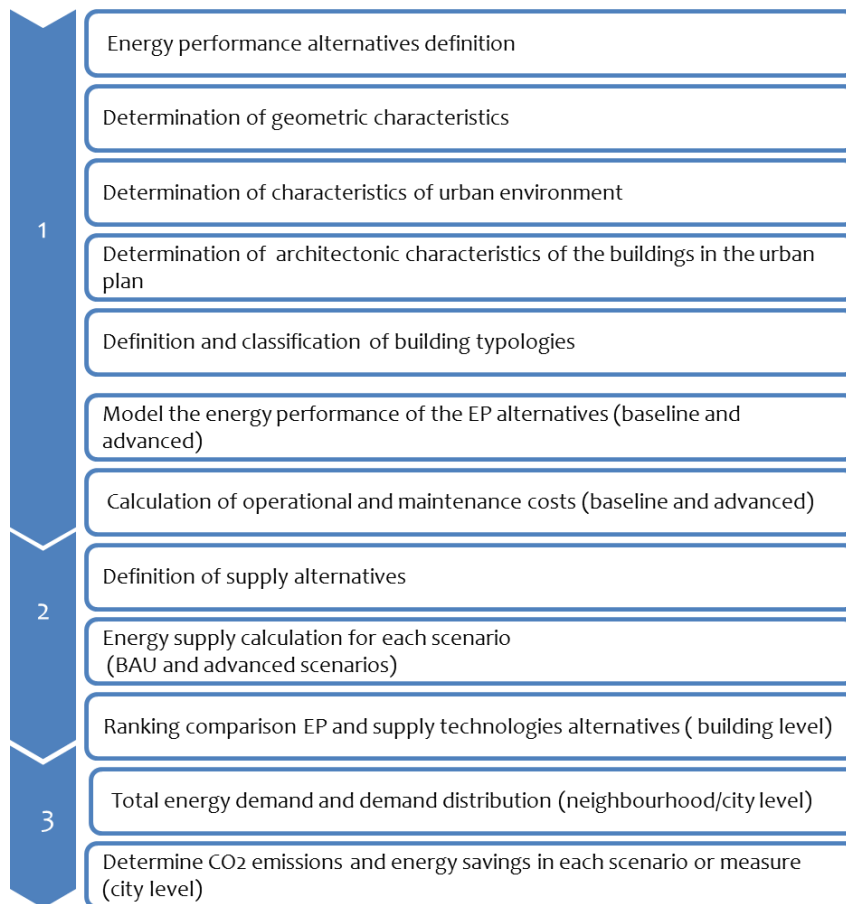 Energy performance alternatives definition
Determination of geometric characteristics
Determination of characteristics of urban environment
1
Determination of architectonic characteristics of the buildings in the urban
plan
Definition and classification of building typologies
Model the energy performance of the EP alternatives (baseline and
advanced)
Calculation of operational and maintenance costs (baseline and advanced)
Definition of supply alternatives
2
Energy supply calculation for each scenario
(BAU and advanced scenarios)
Ranking comparison EP and supply technologies alternatives ( building level)
Total energy demand and demand distribution (neighbourhood/city level)
3
Determine CO2 emissions and energy savings in each scenario or measure
(city level)